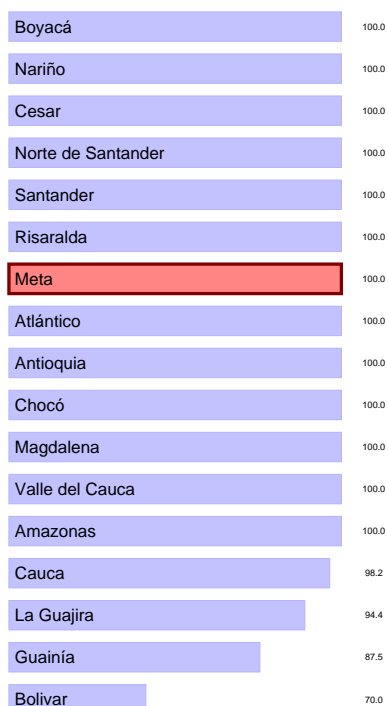 Boyacá 100.0
Nariño 100.0
Cesar 100.0
Norte de Santander 100.0
Santander 100.0
Risaralda 100.0
Meta 100.0
Atlántico 100.0
Antioquia 100.0
Chocó 100.0
Magdalena 100.0
Valle del Cauca 100.0
Amazonas 100.0
Cauca 98.2
La Guajira 94.4
Guainía 87.5
Bolivar 70.0